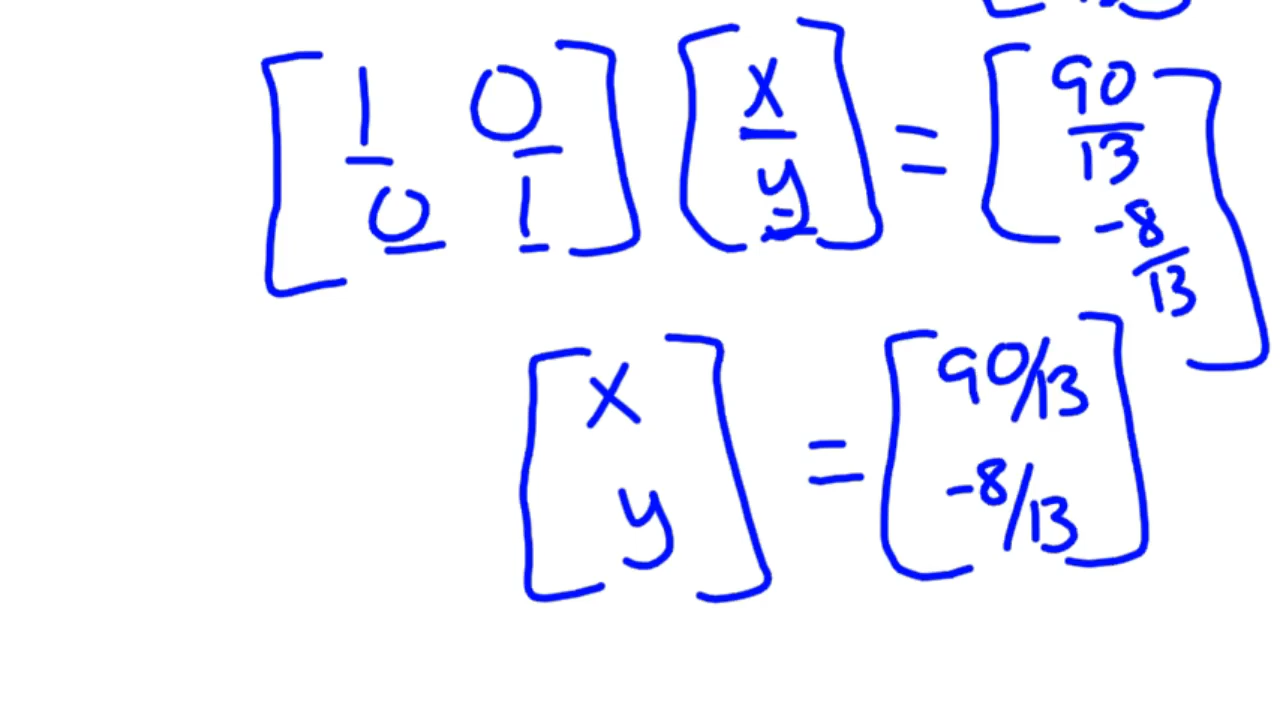 [1 0
0 1] [x
y] = [90/13
-8/13]
[x
y] = [90/13
-8/13]